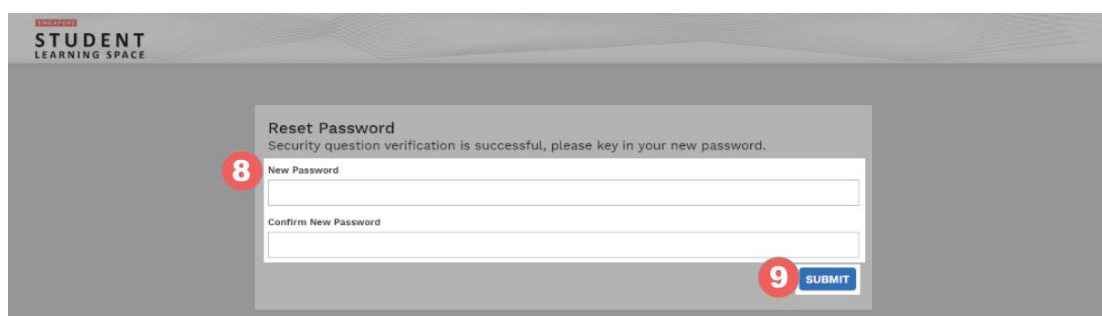 SINGAPORE
STUDENT
LEARNING SPACE
Reset Password
Security question verification is successful, please key in your new password.
8
New Password
Confirm New Password
9
SUBMIT